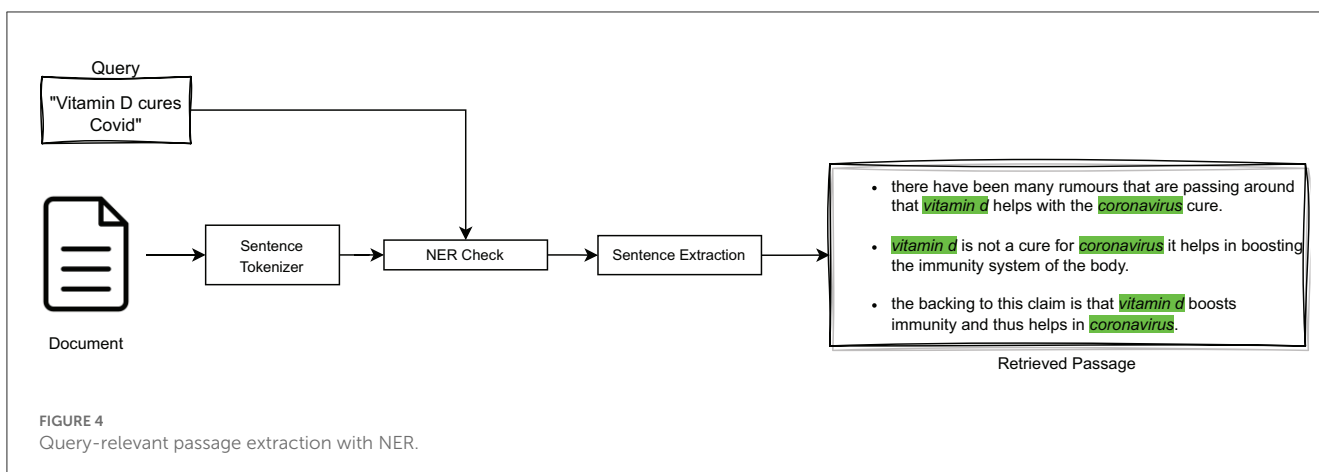 Query
"Vitamin D cures
Covid"
Document
Sentence
Tokenizer
NER Check
Sentence Extraction
• there have been many rumours that are passing around
that vitamin d helps with the coronavirus cure.
• vitamin d is not a cure for coronavirus it helps in boosting
the immunity system of the body.
• the backing to this claim is that vitamin d boosts
immunity and thus helps in coronavirus.
Retrieved Passage
FIGURE 4
Query-relevant passage extraction with NER.